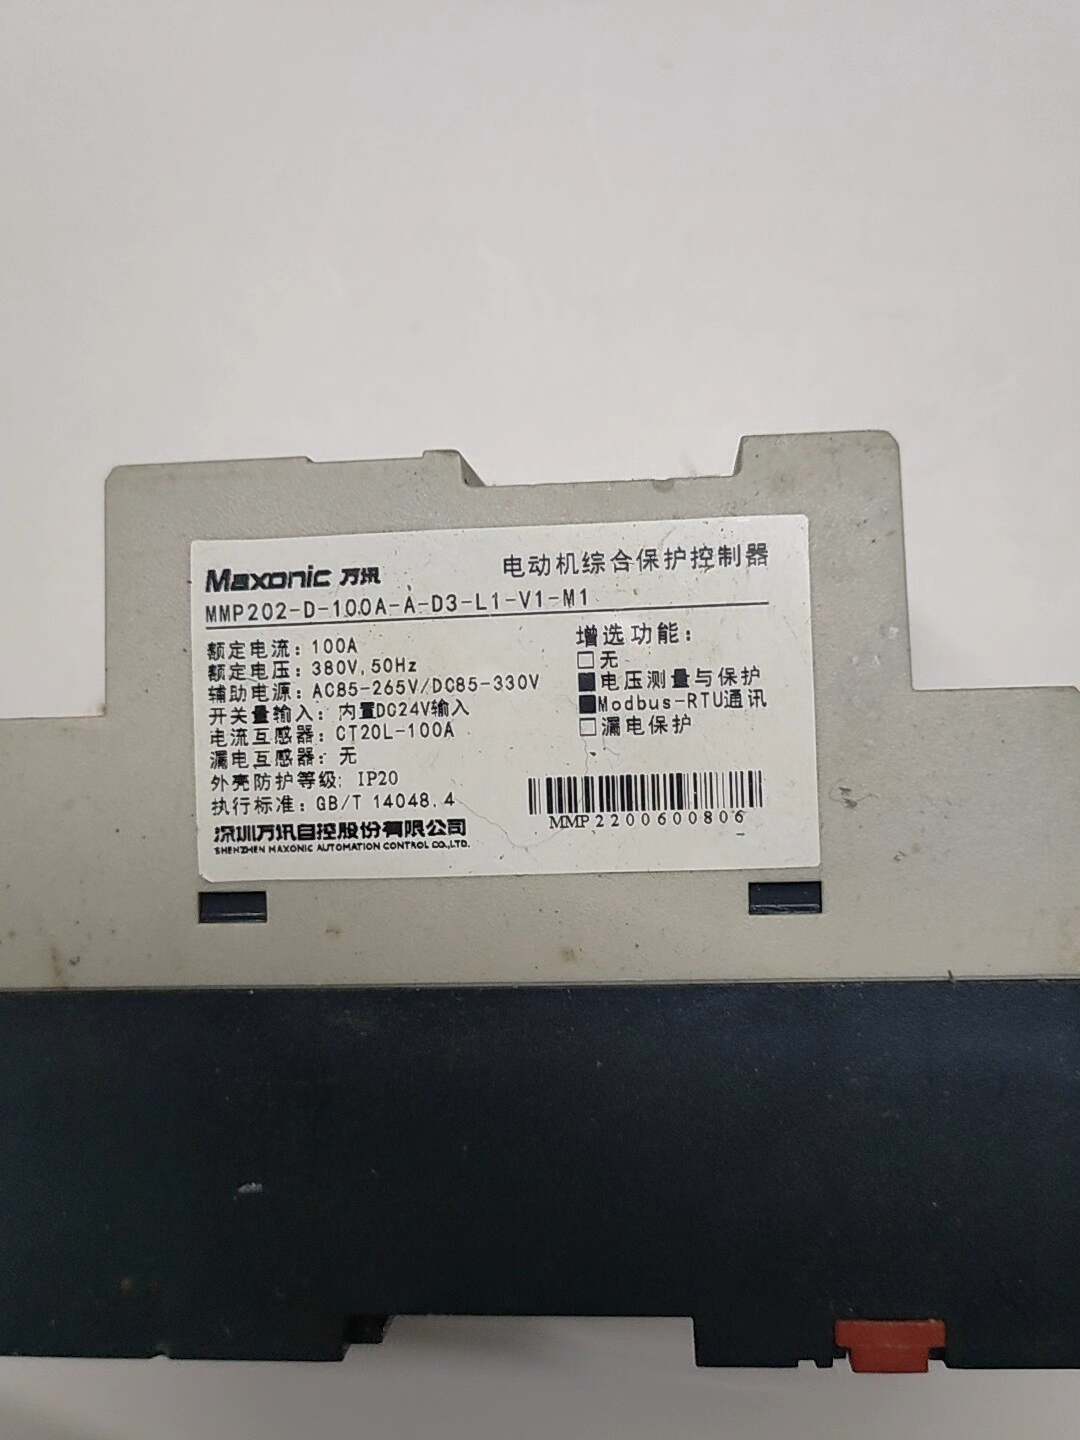 Maxonic 万讯
电动机综合保护控制器
MMP202-D-100A-A-D3-L1-V1-M1
额定电流：100A
额定电压：380V,50Hz
辅助电源：AC85-265V/DC85-330V
开关量输入：内置DC24V输入
电流互感器：CT20L-100A
漏电互感器：无
外壳防护等级：IP20
执行标准：GB/T 14048.4
深圳万讯自控股份有限公司
SHENZHEN MAXONIC AUTOMATION CONTROL CO.,LTD.
增选功能：
□无
■电压测量与保护
■Modbus-RTU通讯
□漏电保护
MMP2200600806